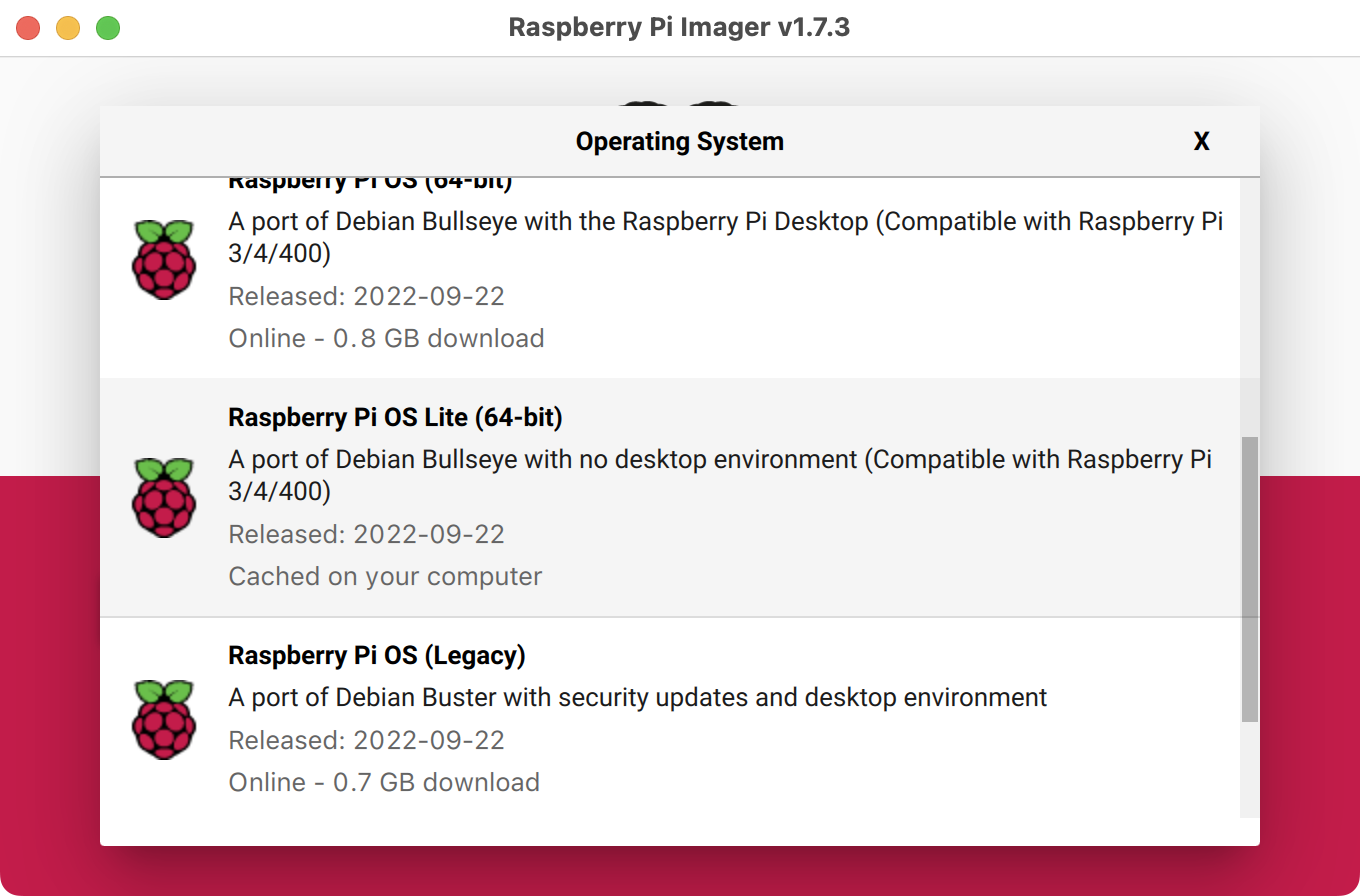 Raspberry Pi Imager v1.7.3
Operating System
X
Raspberry Pi OS (64-bit)
A port of Debian Bullseye with the Raspberry Pi Desktop (Compatible with Raspberry Pi
3/4/400)
Released: 2022-09-22
Online - 0.8 GB download
Raspberry Pi OS Lite (64-bit)
A port of Debian Bullseye with no desktop environment (Compatible with Raspberry Pi
3/4/400)
Released: 2022-09-22
Cached on your computer
Raspberry Pi OS (Legacy)
A port of Debian Buster with security updates and desktop environment
Released: 2022-09-22
Online - 0.7 GB download